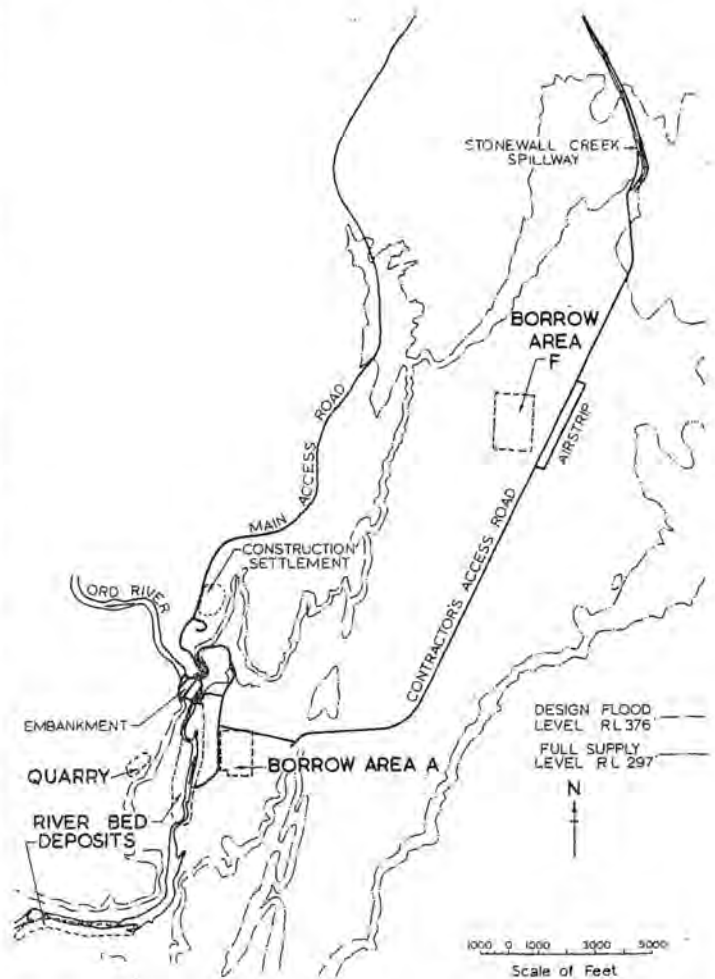 STONEWALL CREEK
SPILLWAY
BORROW
AREA
F
AIRSTRIP
MAIN ACCESS ROAD
CONSTRUCTION
SETTLEMENT
ORD RIVER
CONTRACTOR'S ACCESS ROAD
EMBANKMENT
DESIGN FLOOD
LEVEL RL 376
FULL SUPPLY
LEVEL RL 297
QUARRY
BORROW AREA A
N
RIVER BED
DEPOSITS
1000 0 1000 3000 5000
Scale of Feet